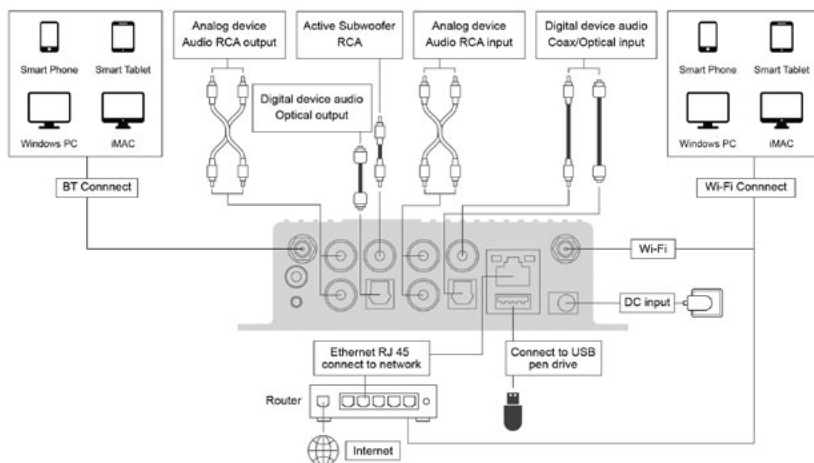 Analog device
Audio RCA output
Active Subwoofer
RCA
Analog device
Audio RCA input
Digital device audio
Coax/Optical input
Smart Phone
Smart Tablet
Windows PC
iMAC
Digital device audio
Optical output
Smart Phone
Smart Tablet
Windows PC
iMAC
BT Connnect
Wi-Fi Connnect
Wi-Fi
DC input
Ethernet RJ 45
connect to network
Connect to USB
pen drive
Router
Internet